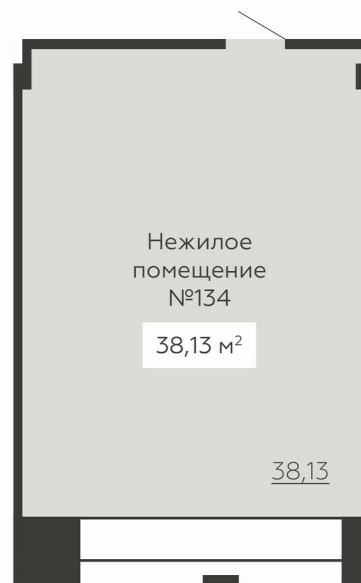 Нежилое
помещение
№134
38,13 м²
38,13